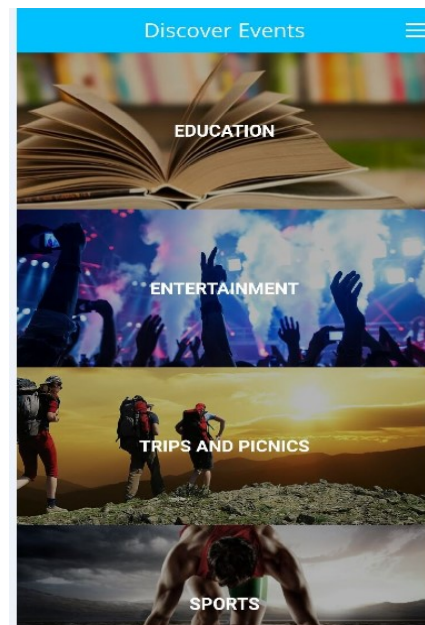 Discover Events
EDUCATION
ENTERTAINMENT
TRIPS AND PICNICS
SPORTS